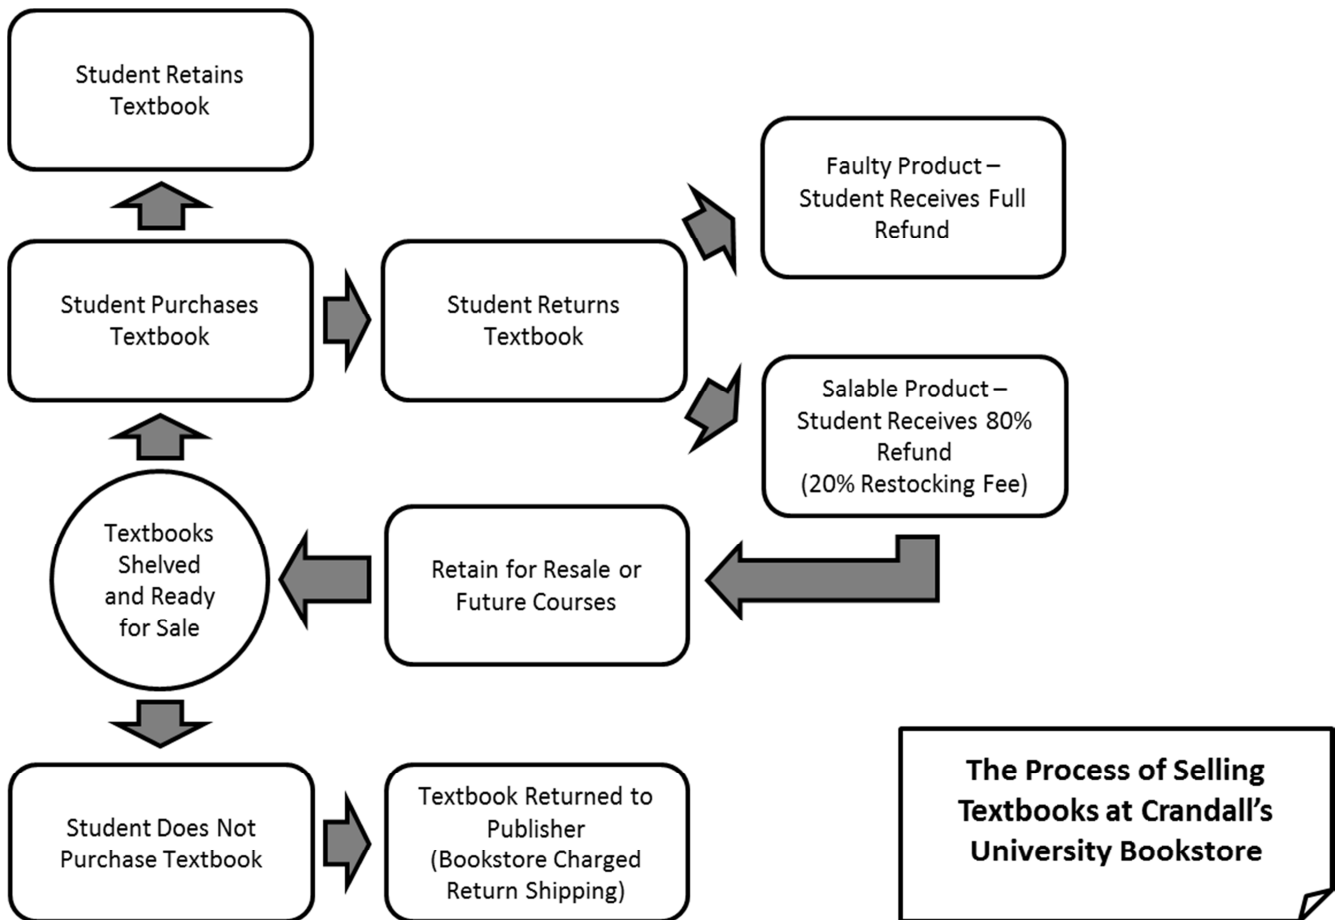 Student Retains
Textbook
Faulty Product –
Student Receives Full
Refund
Student Purchases
Textbook
Student Returns
Textbook
Salable Product –
Student Receives 80%
Refund
(20% Restocking Fee)
Textbooks
Shelved
and Ready
for Sale
Retain for Resale or
Future Courses
Student Does Not
Purchase Textbook
Textbook Returned to
Publisher
(Bookstore Charged
Return Shipping)
The Process of Selling
Textbooks at Crandall’s
University Bookstore